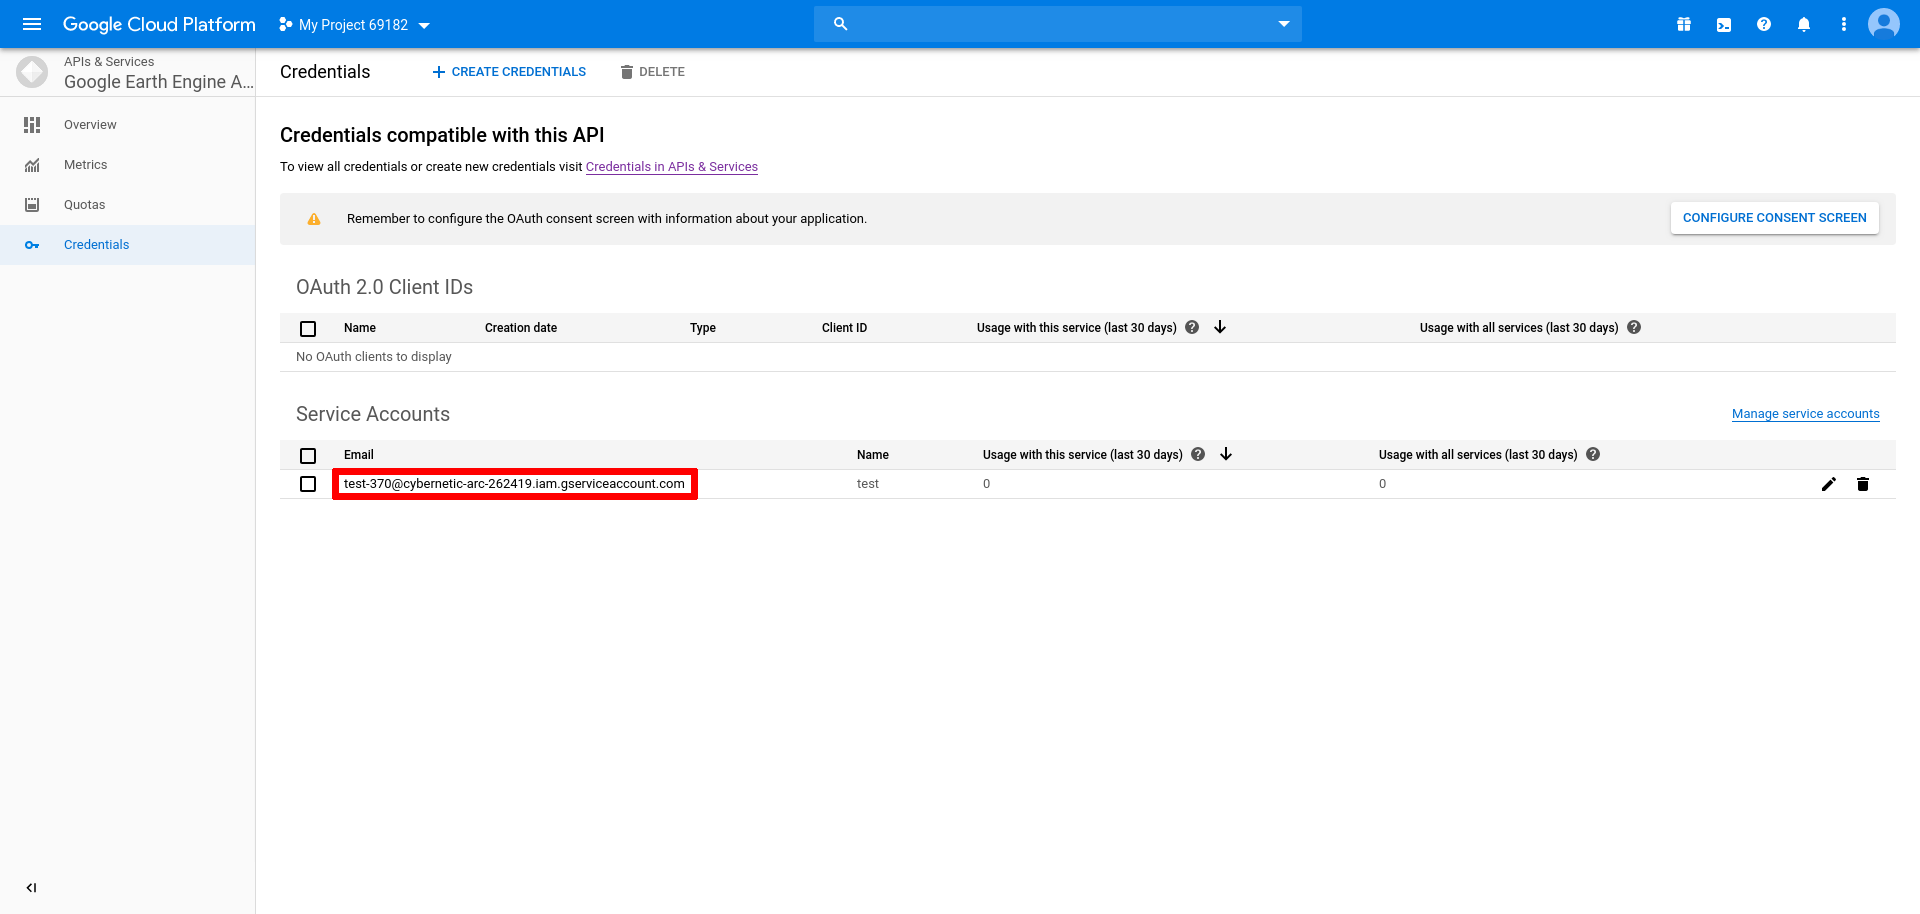 Google Cloud Platform
My Project 69182
APIs & Services
Google Earth Engine A...
Overview
Metrics
Quotas
Credentials
Credentials
CREATE CREDENTIALS
DELETE
Credentials compatible with this API
To view all credentials or create new credentials visit Credentials in APIs & Services
Remember to configure the OAuth consent screen with information about your application.
CONFIGURE CONSENT SCREEN
OAuth 2.0 Client IDs
Name Creation date Type Client ID Usage with this service (last 30 days) Usage with all services (last 30 days)
No OAuth clients to display
Service Accounts
Manage service accounts
Email Name Usage with this service (last 30 days) Usage with all services (last 30 days)
test-370@cybernetic-arc-262419.iam.gserviceaccount.com test 0 0